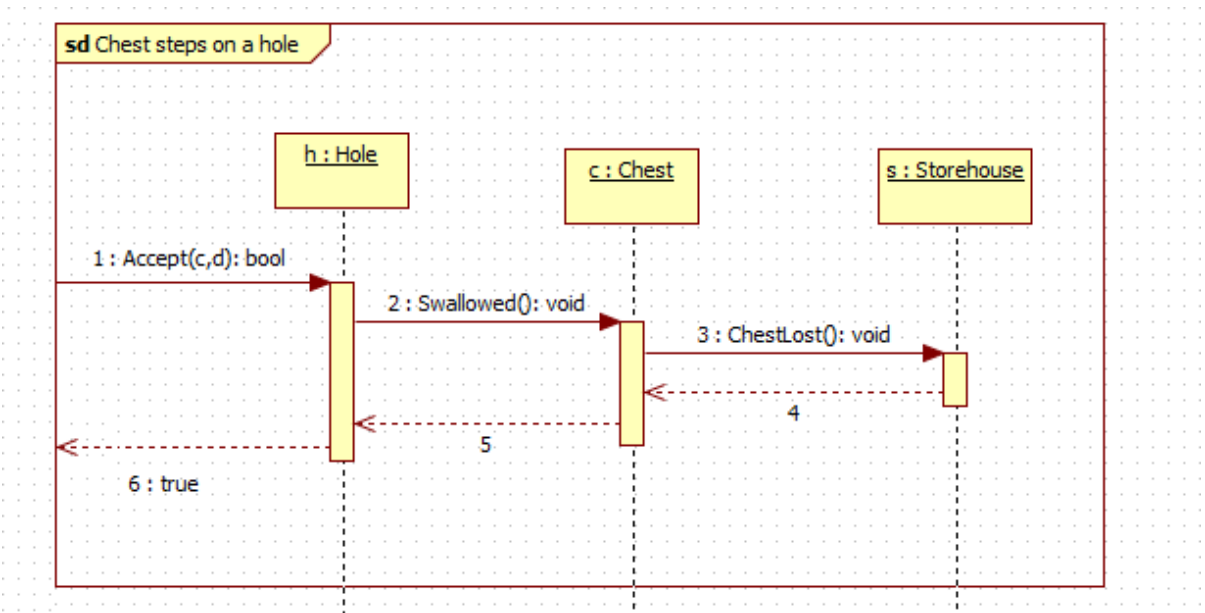 sd Chest steps on a hole
h : Hole
c : Chest
s : Storehouse
1 : Accept(c,d): bool
2 : Swallowed(): void
3 : ChestLost(): void
4
5
6 : true